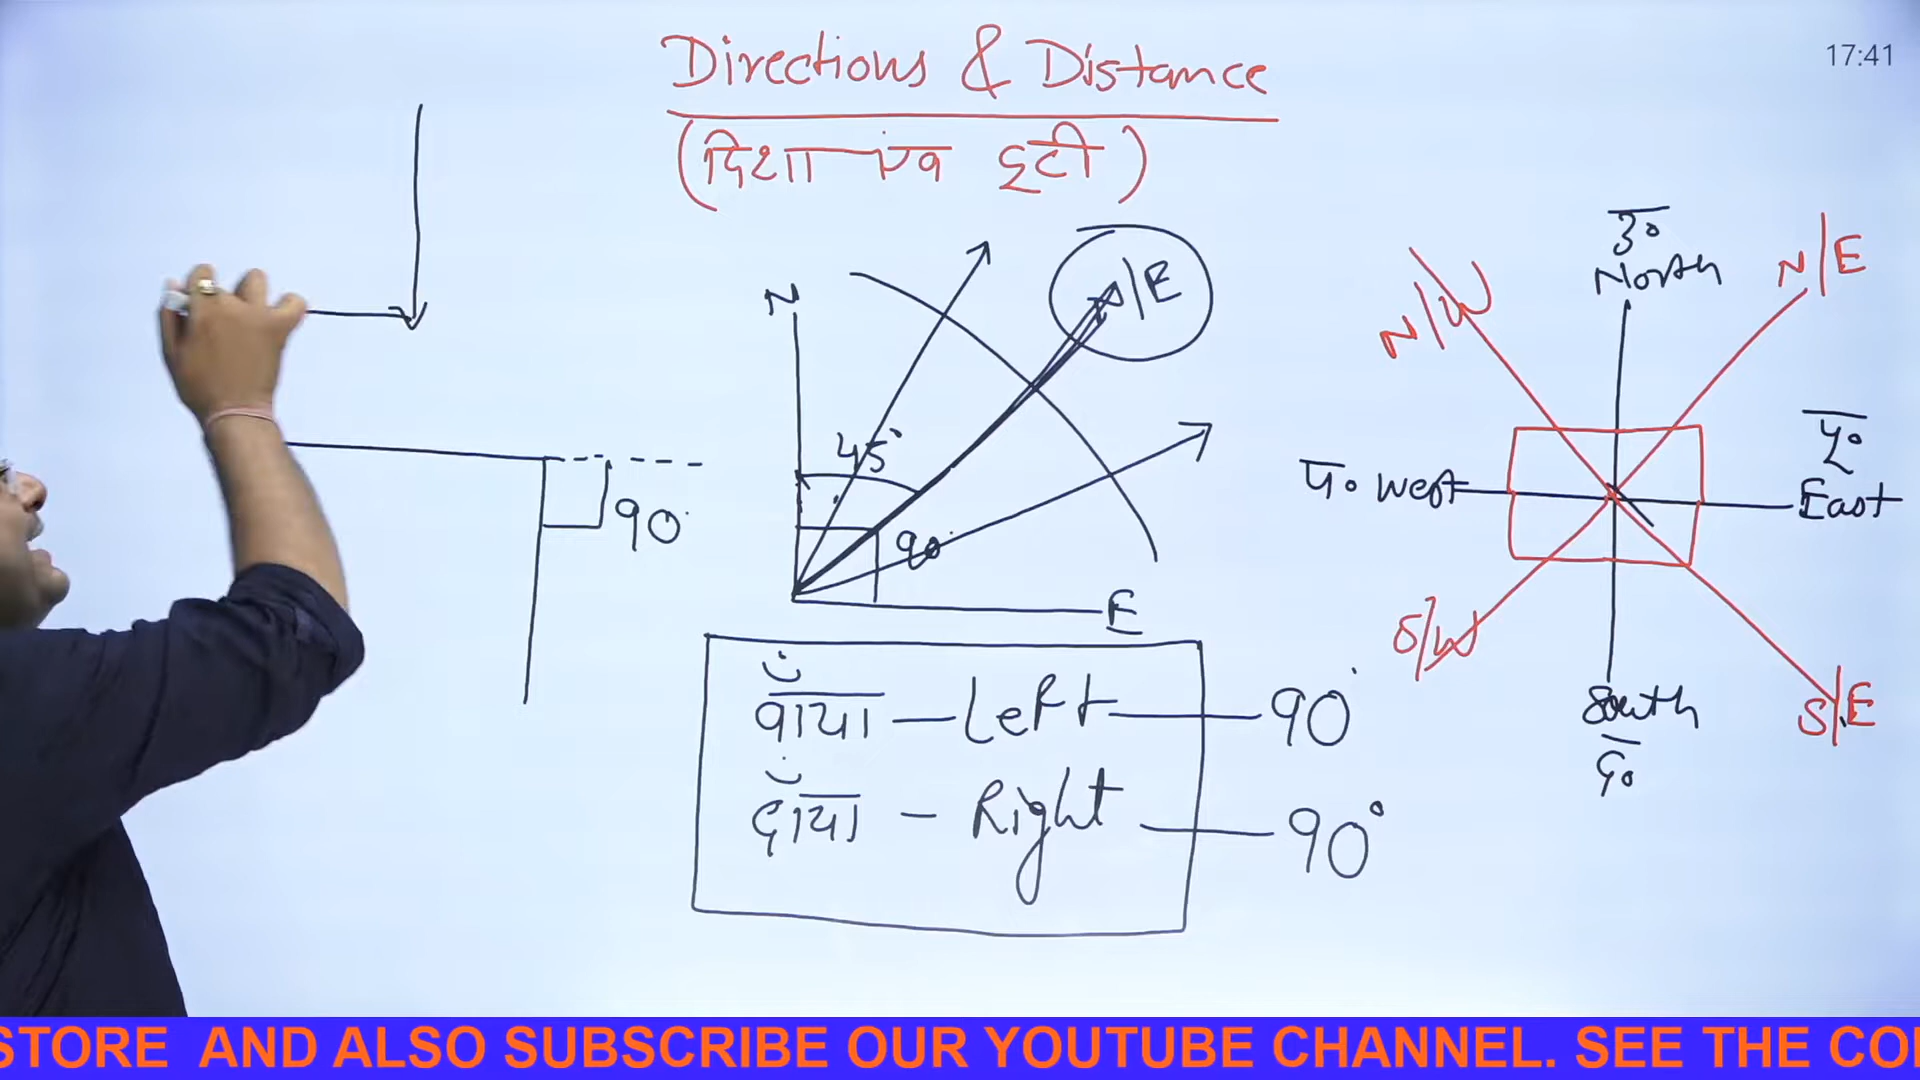 Directions & Distance
(दिशा एव दूरी)
17:41
N
N/E
45°
90°
E
90°
उ०
North
N/E
N/W
प० West
पू०
East
S/W
S/E
South
द०
बाँया - Left - 90°
दाँया - Right - 90°
STORE AND ALSO SUBSCRIBE OUR YOUTUBE CHANNEL. SEE THE CO